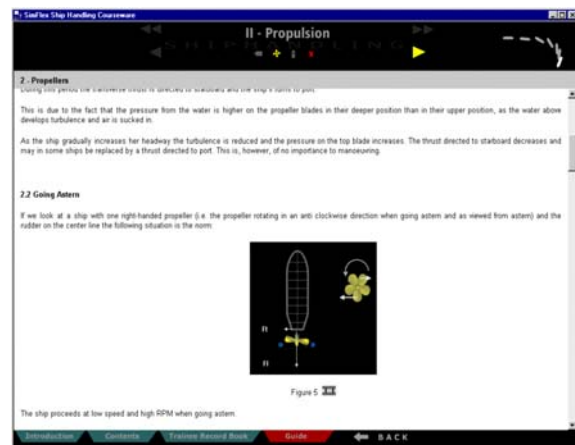 SimFlex Ship Handling Courseware
II - Propulsion
SHIPHANDLING
2 - Propellers
During this period the transverse thrust is directed to starboard and the ship's turns to port.
This is due to the fact that the pressure from the water is higher on the propeller blades in their deeper position than in their upper position, as the water above
develops turbulence and air is sucked in.
As the ship gradually increases her headway the turbulence is reduced and the pressure on the top blade increases. The thrust directed to starboard decreases and
may in some ships be replaced by a thrust directed to port. This is, however, of no importance to manoeuvring.
2.2 Going Astern
If we look at a ship with one right-handed propeller (i.e. the propeller rotating in an anti clockwise direction when going astern and as viewed from astern) and the
rudder on the center line the following situation is the norm:
Ft
Fl
Figure 5
The ship proceeds at low speed and high RPM when going astern.
Introduction Contents Trainee Record Book Guide BACK